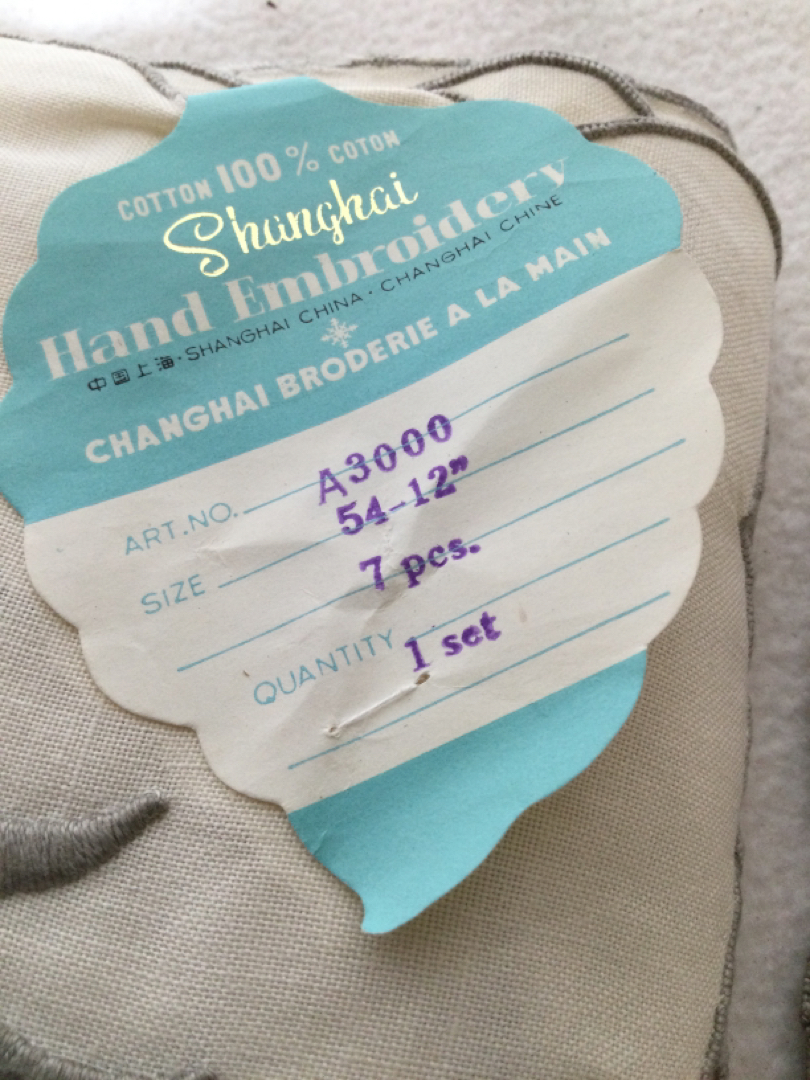 COTTON 100% COTON
Shanghai
Hand Embroidery
中国上海·SHANGHAI CHINA·CHANGHAI CHINE
CHANGHAI BRODERIE A LA MAIN
ART.NO. A3000
54-12"
SIZE
7 pcs.
QUANTITY 1 set